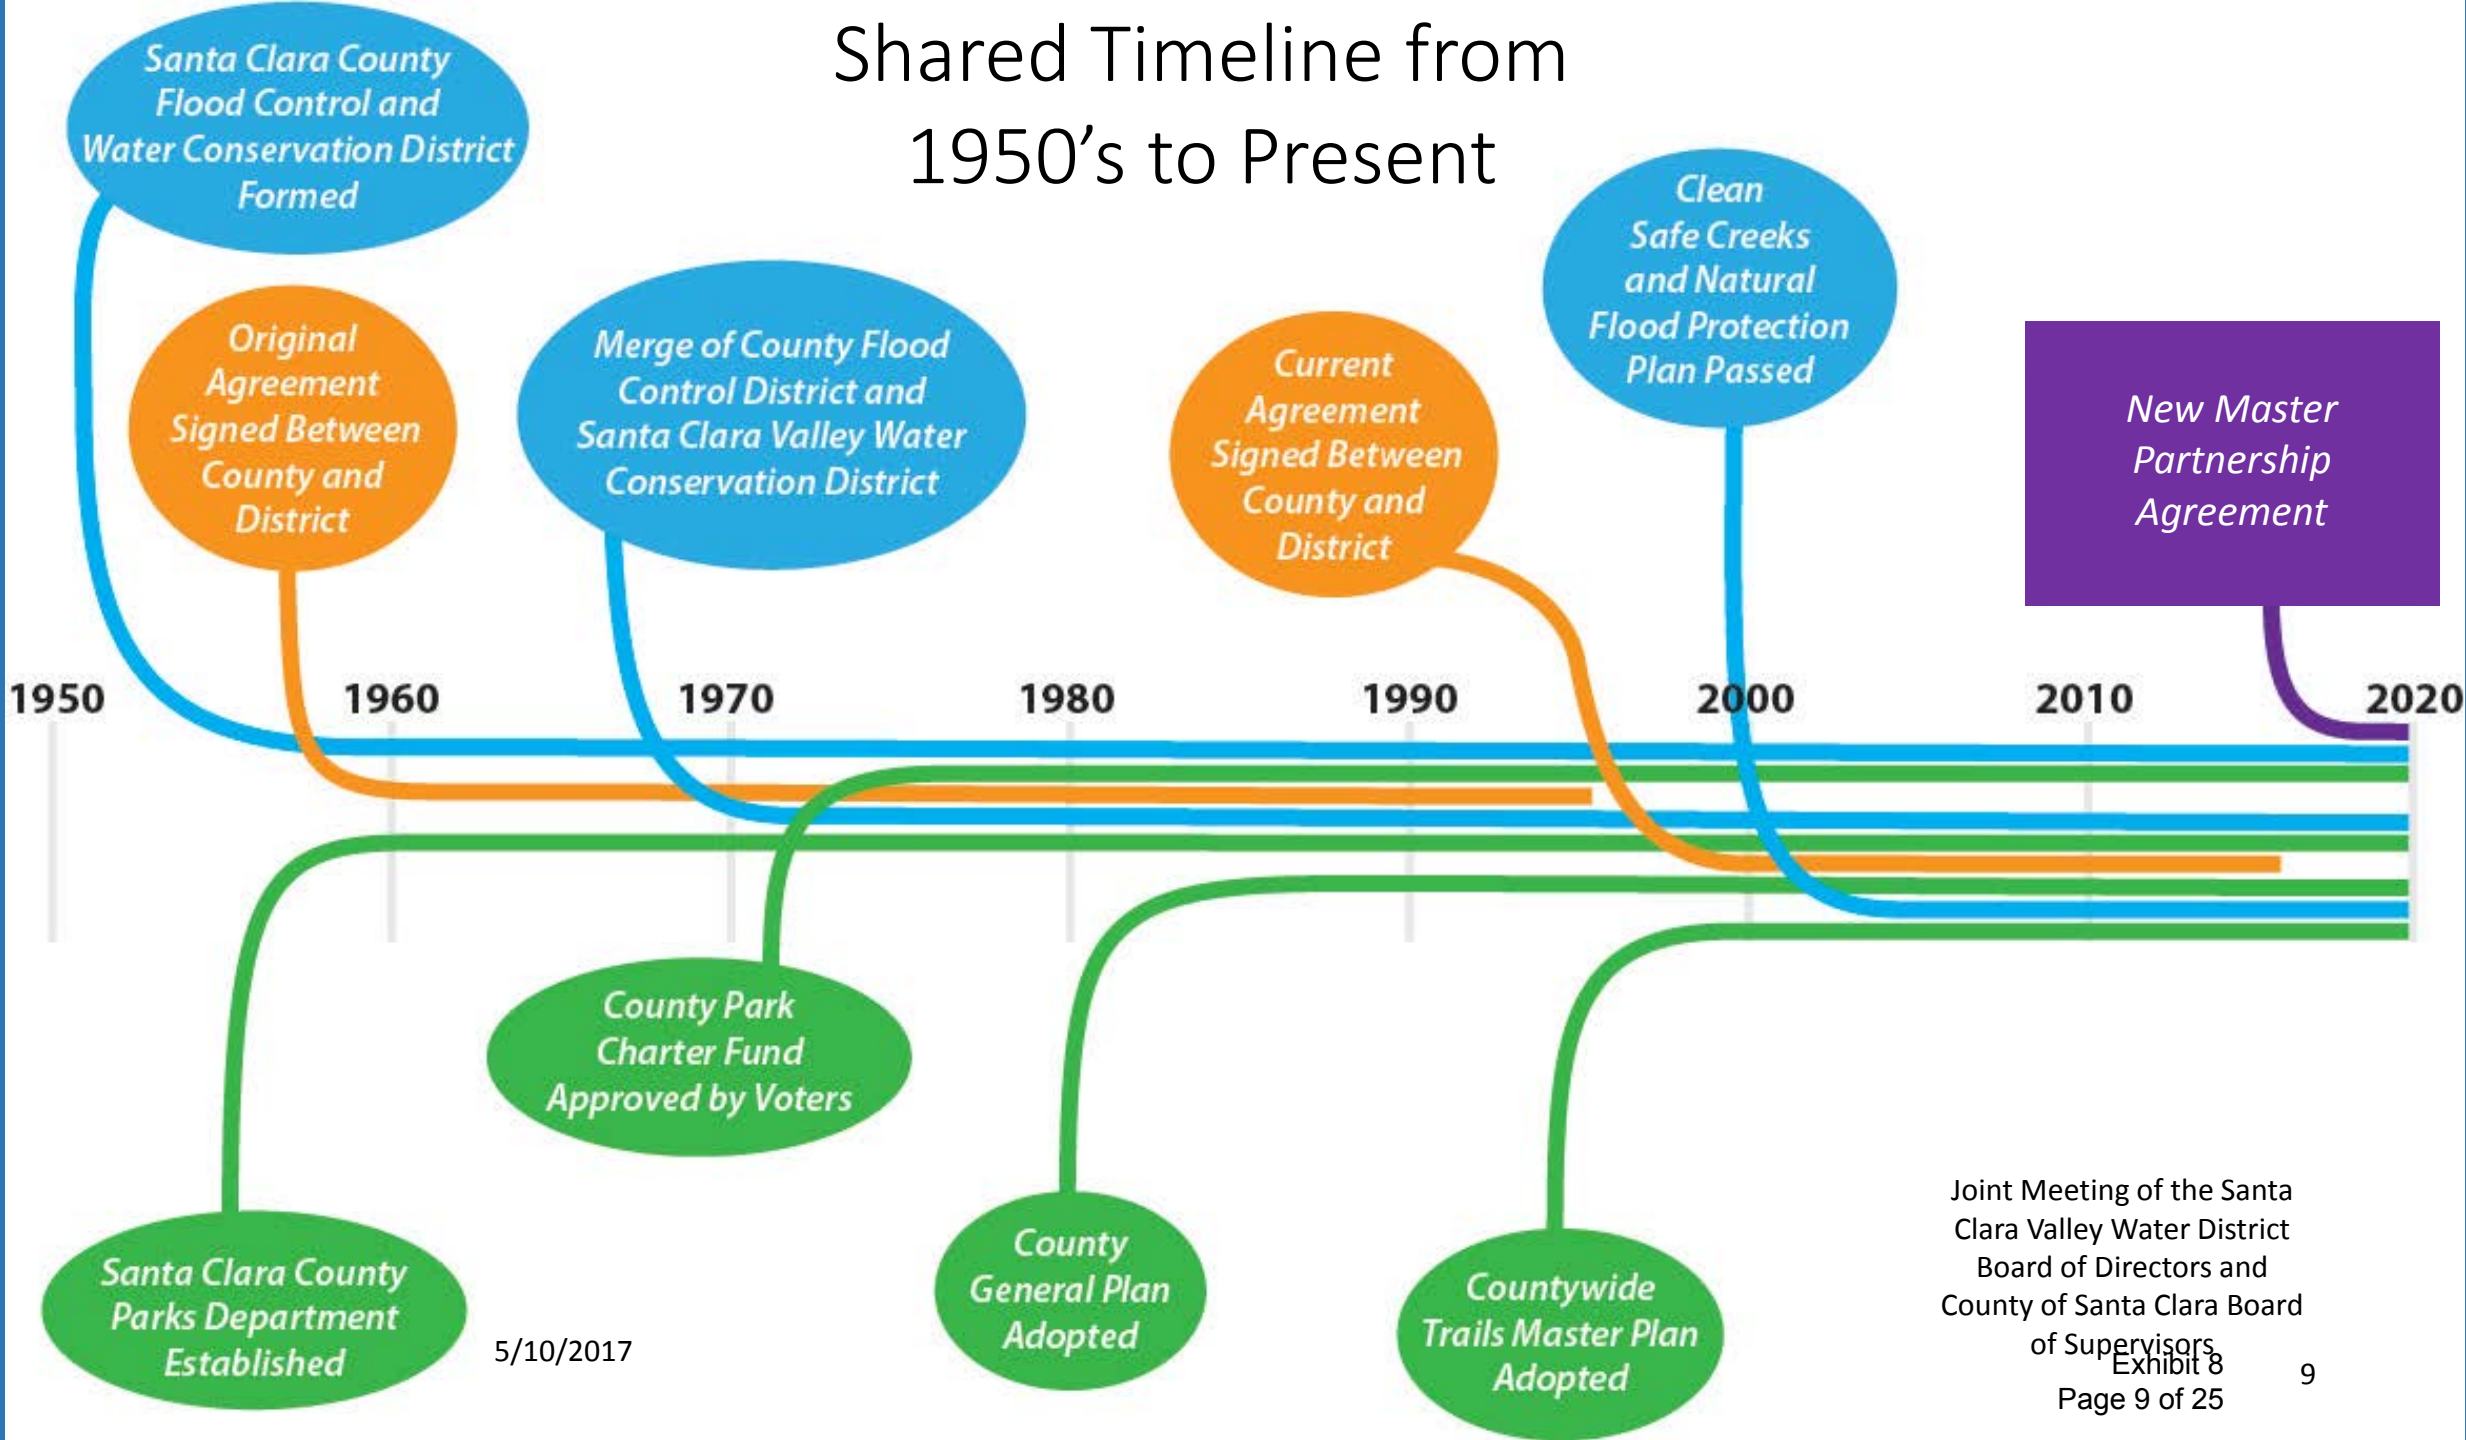 Shared Timeline from
1950's to Present
Santa Clara County
Flood Control and
Water Conservation District
Formed
Original
Agreement
Signed Between
County and
District
Merge of County Flood
Control District and
Santa Clara Valley Water
Conservation District
Current
Agreement
Signed Between
County and
District
Clean
Safe Creeks
and Natural
Flood Protection
Plan Passed
New Master
Partnership
Agreement
1950 1960 1970 1980 1990 2000 2010 2020
County Park
Charter Fund
Approved by Voters
Santa Clara County
Parks Department
Established
County
General Plan
Adopted
Countywide
Trails Master Plan
Adopted
5/10/2017
Joint Meeting of the Santa
Clara Valley Water District
Board of Directors and
County of Santa Clara Board
of Supervisors
Exhibit 8
9
Page 9 of 25